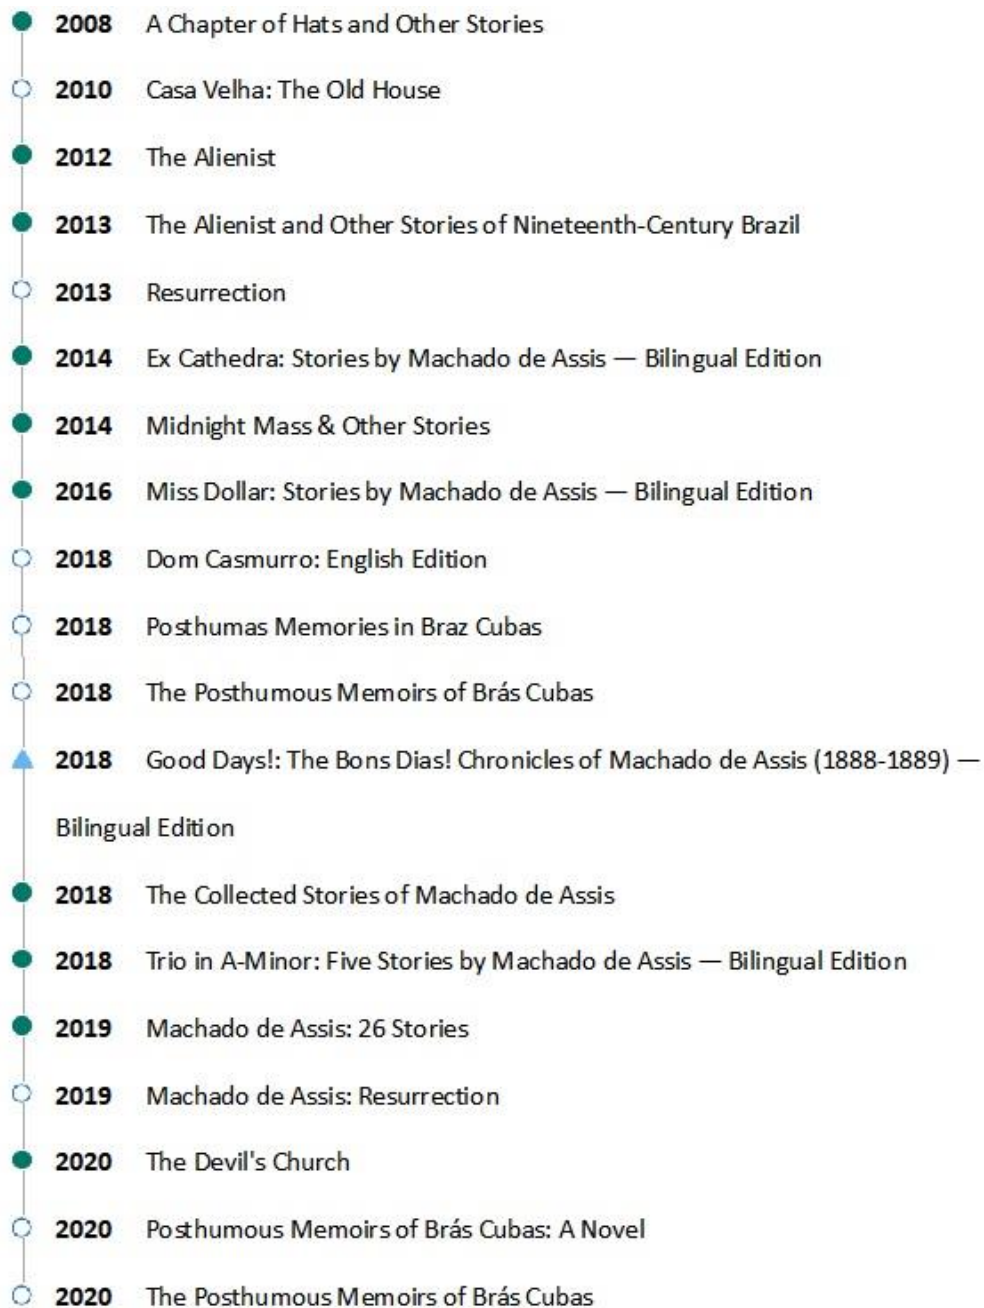 2008 A Chapter of Hats and Other Stories
2010 Casa Velha: The Old House
2012 The Alienist
2013 The Alienist and Other Stories of Nineteenth-Century Brazil
2013 Resurrection
2014 Ex Cathedra: Stories by Machado de Assis — Bilingual Edition
2014 Midnight Mass & Other Stories
2016 Miss Dollar: Stories by Machado de Assis — Bilingual Edition
2018 Dom Casmurro: English Edition
2018 Posthumas Memories in Braz Cubas
2018 The Posthumous Memoirs of Brás Cubas
2018 Good Days!: The Bons Dias! Chronicles of Machado de Assis (1888-1889) —
Bilingual Edition
2018 The Collected Stories of Machado de Assis
2018 Trio in A-Minor: Five Stories by Machado de Assis — Bilingual Edition
2019 Machado de Assis: 26 Stories
2019 Machado de Assis: Resurrection
2020 The Devil's Church
2020 Posthumous Memoirs of Brás Cubas: A Novel
2020 The Posthumous Memoirs of Brás Cubas